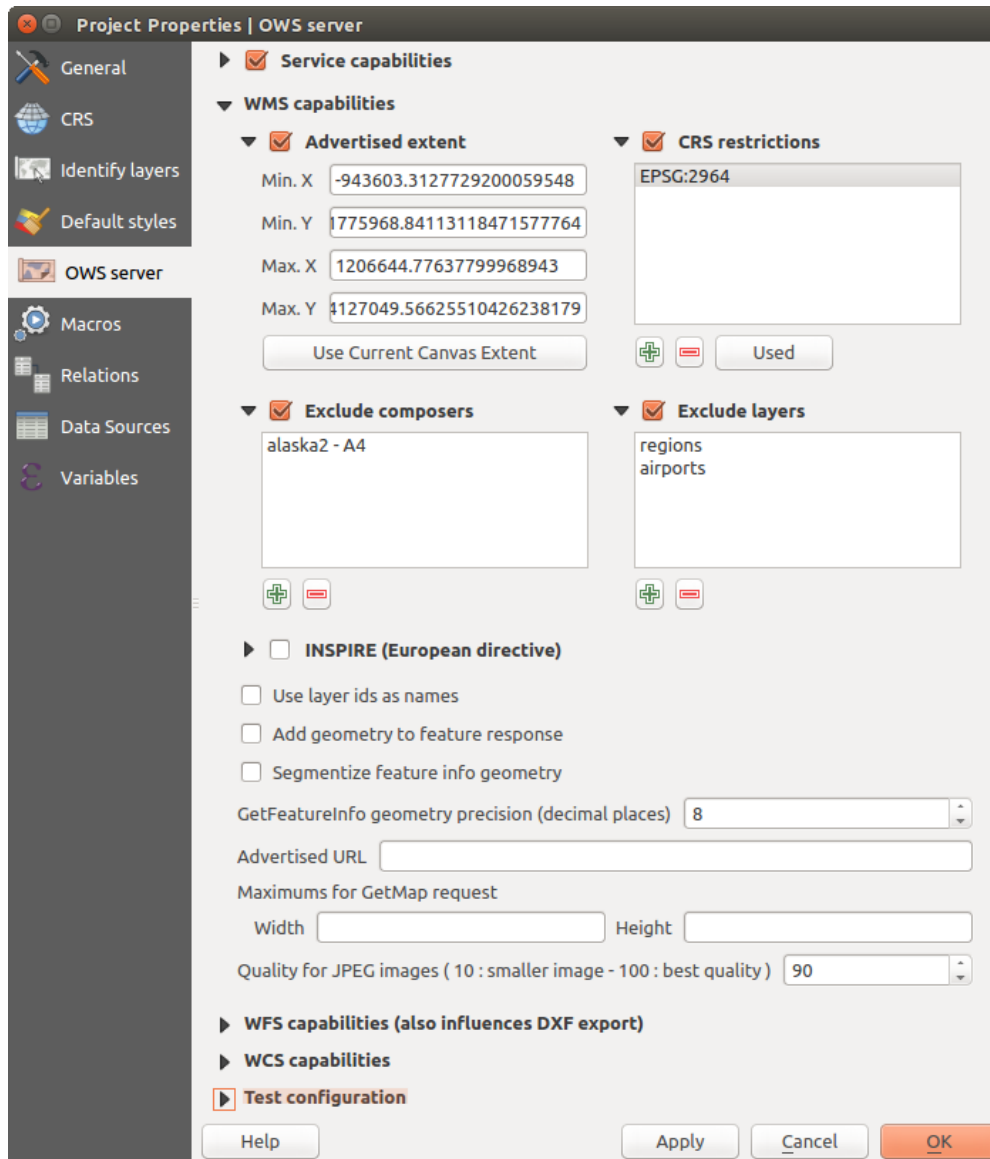 Project Properties | OWS server
General
CRS
Identify layers
Default styles
OWS server
Macros
Relations
Data Sources
Variables
Service capabilities
WMS capabilities
Advertised extent
Min. X -943603.3127729200059548
Min. Y 1775968.84113118471577764
Max. X 1206644.77637799968943
Max. Y 4127049.56625510426238179
Use Current Canvas Extent
CRS restrictions
EPSG:2964
Used
Exclude composers
alaska2 - A4
Exclude layers
regions
airports
INSPIRE (European directive)
Use layer ids as names
Add geometry to feature response
Segmentize feature info geometry
GetFeatureInfo geometry precision (decimal places) 8
Advertised URL
Maximums for GetMap request
Width Height
Quality for JPEG images ( 10 : smaller image - 100 : best quality ) 90
WFS capabilities (also influences DXF export)
WCS capabilities
Test configuration
Help Apply Cancel OK